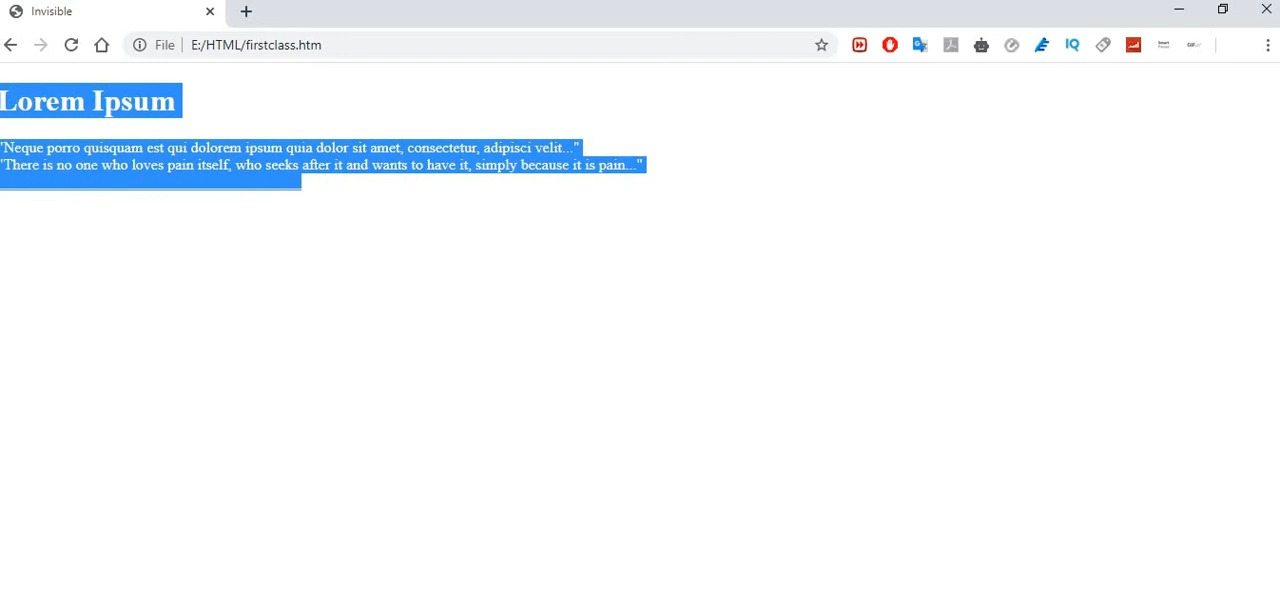 Invisible
File
E:/HTML/firstclass.htm
IQ
Lorem Ipsum
"Neque porro quisquam est qui dolorem ipsum quia dolor sit amet, consectetur, adipisci velit..."
"There is no one who loves pain itself, who seeks after it and wants to have it, simply because it is pain..."